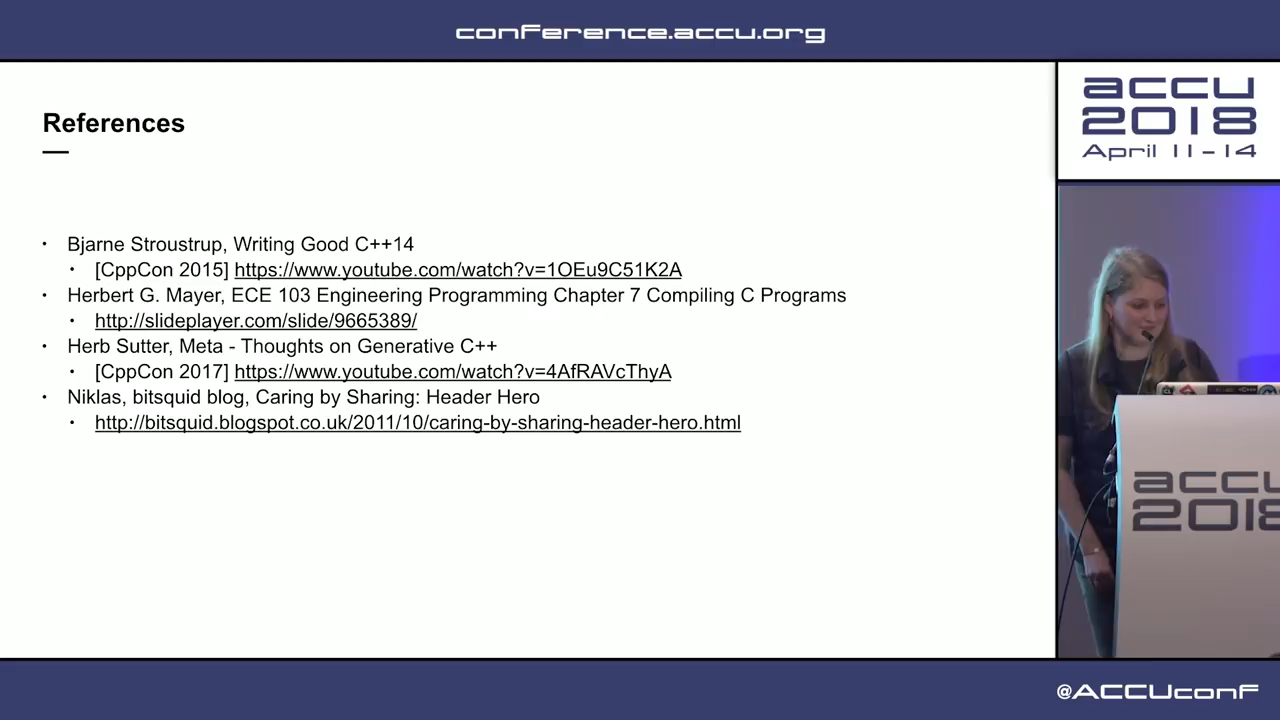 conference.accu.org
References
• Bjarne Stroustrup, Writing Good C++14
• [CppCon 2015] https://www.youtube.com/watch?v=1OEu9C51K2A
• Herbert G. Mayer, ECE 103 Engineering Programming Chapter 7 Compiling C Programs
• http://slideplayer.com/slide/9665389/
• Herb Sutter, Meta - Thoughts on Generative C++
• [CppCon 2017] https://www.youtube.com/watch?v=4AfRAVcThyA
• Niklas, bitsquid blog, Caring by Sharing: Header Hero
• http://bitsquid.blogspot.co.uk/2011/10/caring-by-sharing-header-hero.html
accu
2018
April 11-14
accu
2018
@ACCUconf